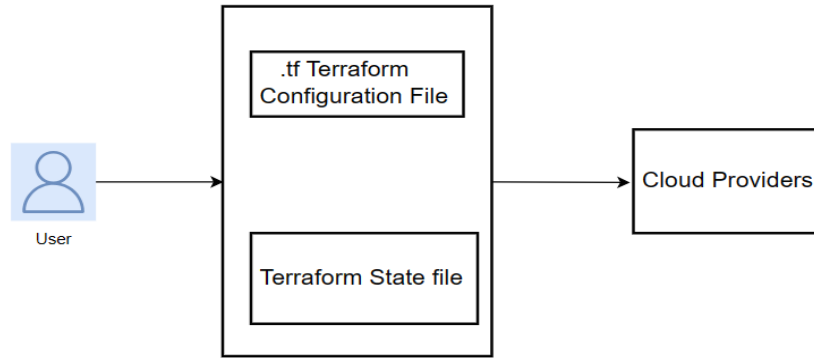 .tf Terraform
Configuration File
User
Terraform State file
Cloud Providers